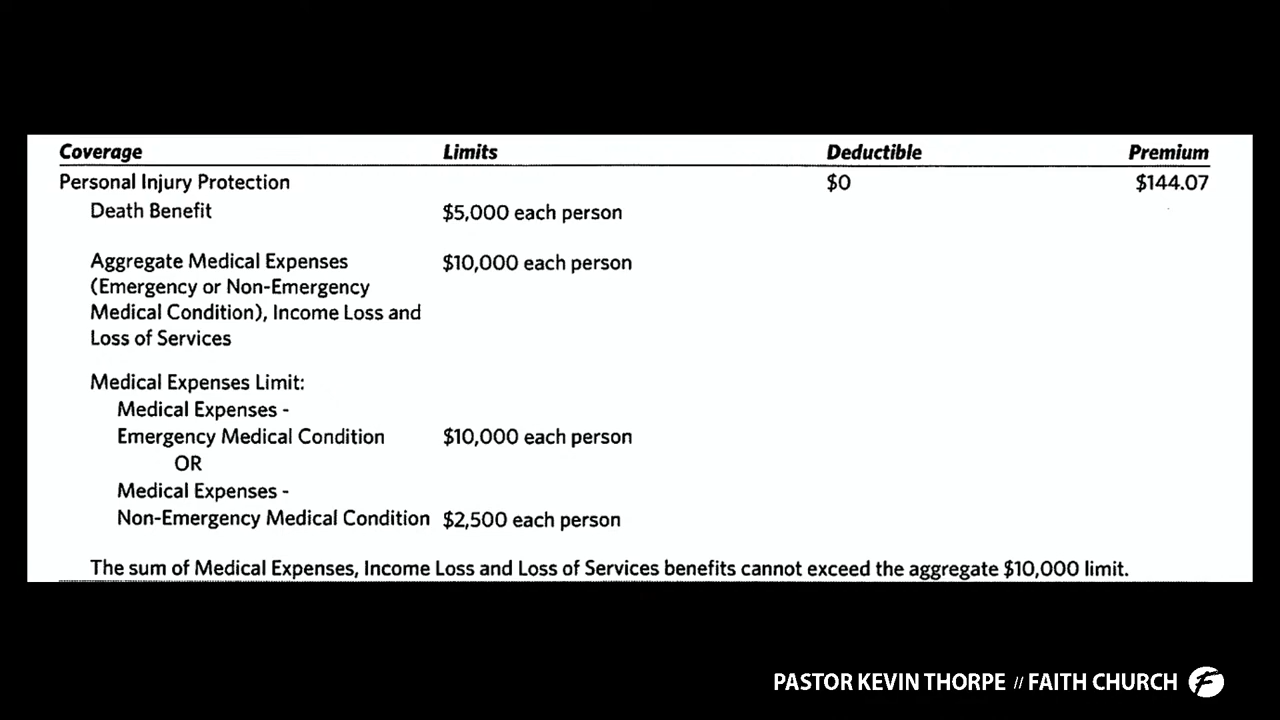 Coverage Limits Deductible Premium
Personal Injury Protection $0 $144.07
Death Benefit $5,000 each person
Aggregate Medical Expenses $10,000 each person
(Emergency or Non-Emergency
Medical Condition), Income Loss and
Loss of Services
Medical Expenses Limit:
Medical Expenses -
Emergency Medical Condition $10,000 each person
OR
Medical Expenses -
Non-Emergency Medical Condition $2,500 each person
The sum of Medical Expenses, Income Loss and Loss of Services benefits cannot exceed the aggregate $10,000 limit.
PASTOR KEVIN THORPE // FAITH CHURCH F